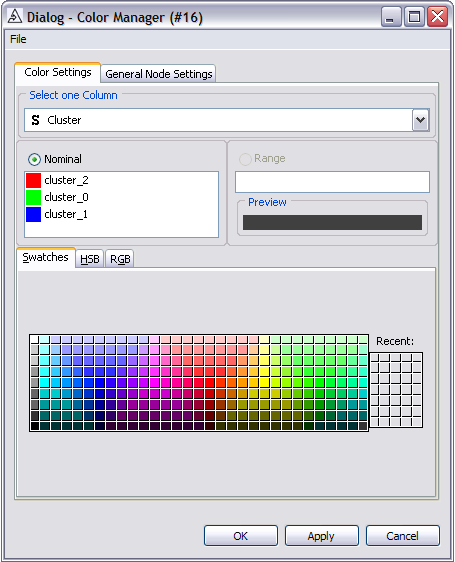 Dialog - Color Manager (#16)
File
Color Settings General Node Settings
Select one Column
S Cluster
Nominal Range
cluster_2
cluster_0
cluster_1
Preview
Swatches HSB RGB
Recent:
OK Apply Cancel